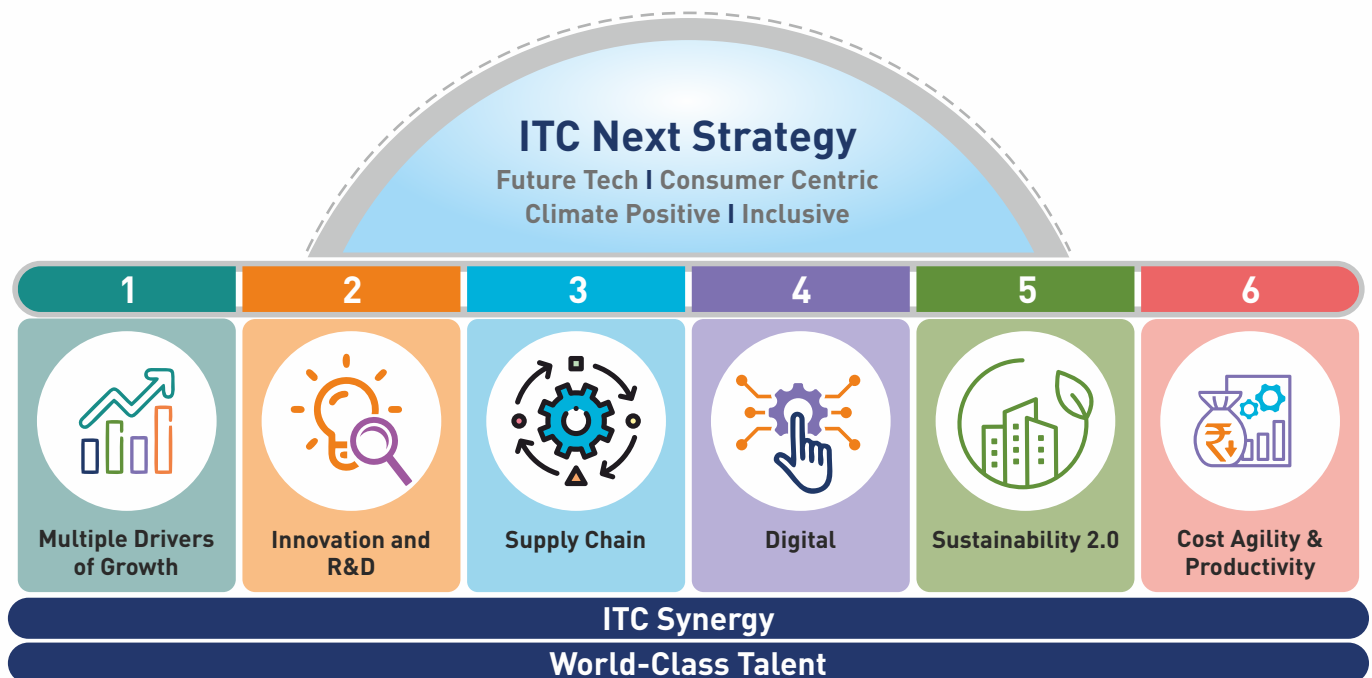 ITC Next Strategy
Future Tech I Consumer Centric
Climate Positive I Inclusive
1
2
3
4
5
6
Multiple Drivers
of Growth
Innovation and
R&D
Supply Chain
Digital
Sustainability 2.0
Cost Agility &
Productivity
₹
ITC Synergy
World-Class Talent